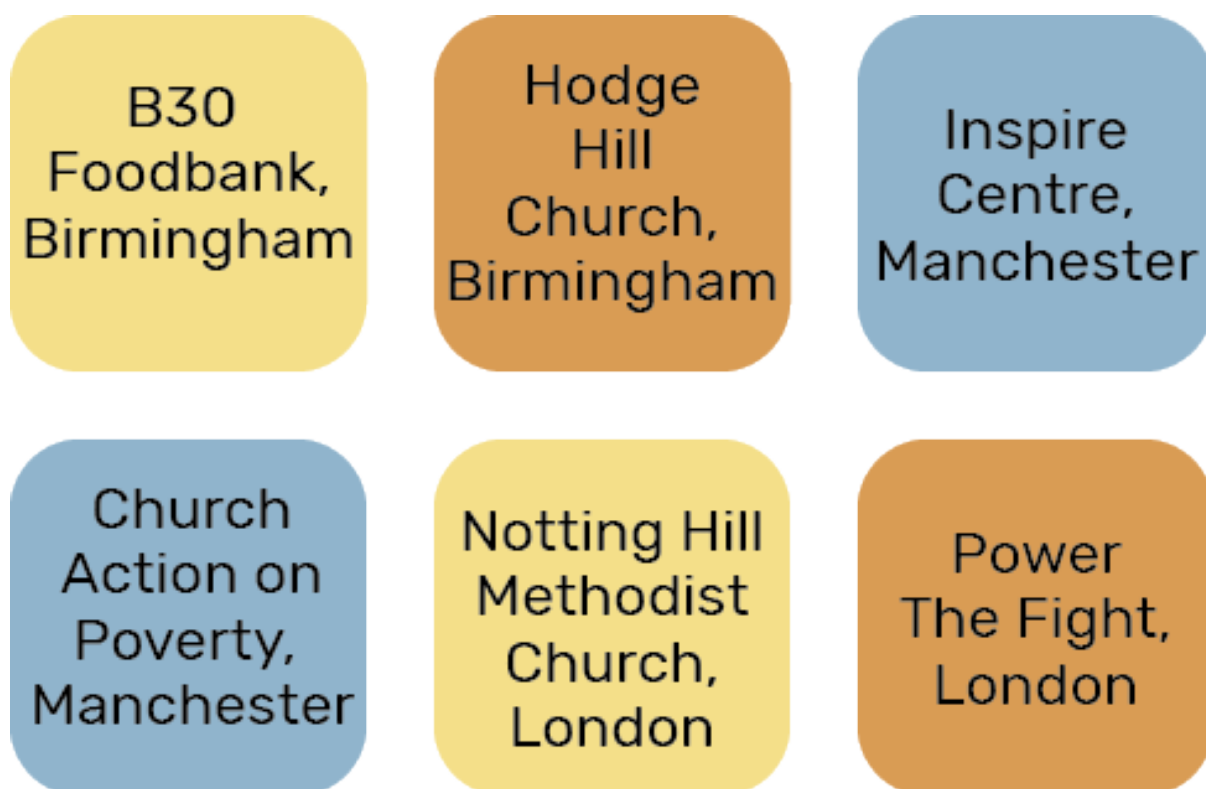 B30
Foodbank,
Birmingham
Hodge
Hill
Church,
Birmingham
Inspire
Centre,
Manchester
Church
Action on
Poverty,
Manchester
Notting Hill
Methodist
Church,
London
Power
The Fight,
London